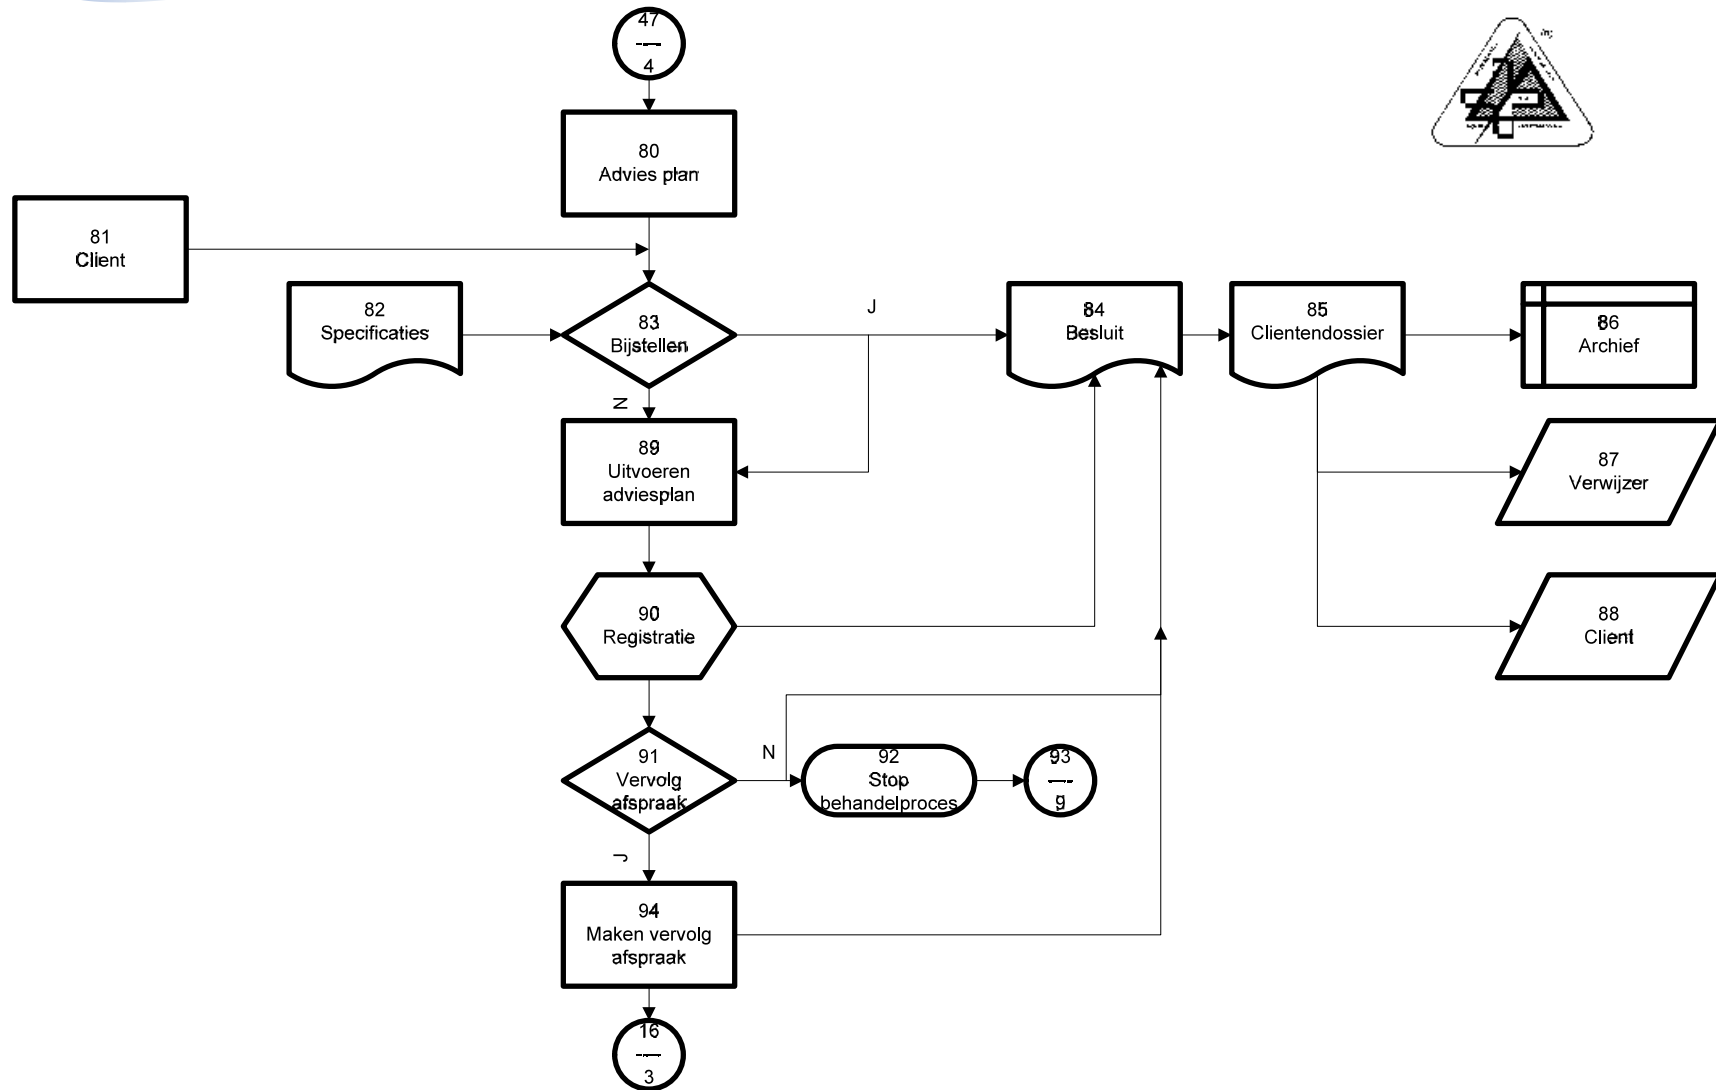 47
----
4
80
Advies plan
81
Client
82
Specificaties
83
Bijstellen
J
84
Besluit
85
Clientendossier
86
Archief
N
89
Uitvoeren
adviesplan
87
Verwijzer
90
Registratie
88
Client
91
Vervolg
afspraak
N
92
Stop
behandelproces
93
----
9
J
94
Maken vervolg
afspraak
16
----
3